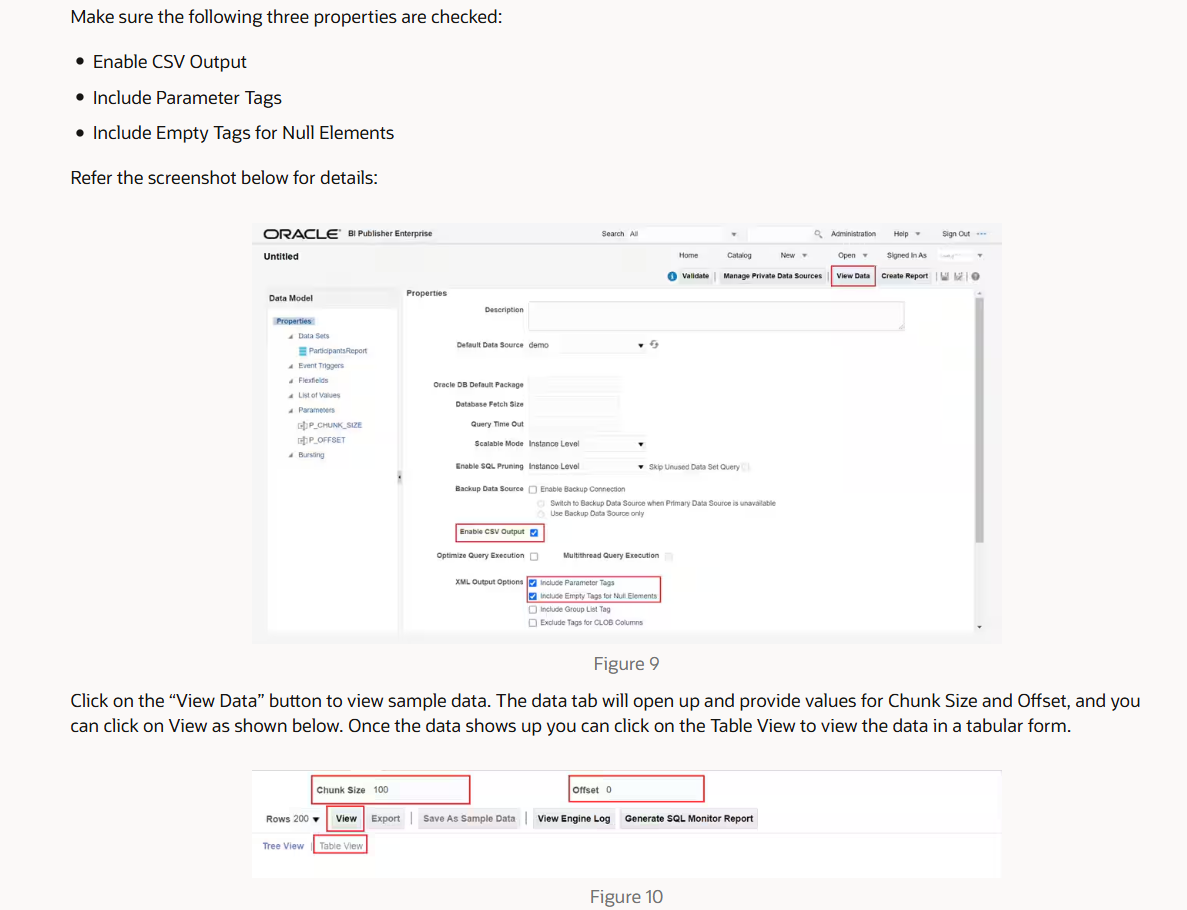 Make sure the following three properties are checked:
• Enable CSV Output
• Include Parameter Tags
• Include Empty Tags for Null Elements
Refer the screenshot below for details:
ORACLE BI Publisher Enterprise Search All Administration Help Sign Out
Untitled Home Catalog New Open Signed In As
Validate Manage Private Data Sources View Data Create Report
Data Model
Properties
Data Sets
ParticipantsReport
Event Triggers
Flexfields
List of Values
Parameters
P_CHUNK_SIZE
P_OFFSET
Bursting
Properties
Description
Default Data Source demo
Oracle DB Default Package
Database Fetch Size
Query Time Out
Scalable Mode Instance Level
Enable SQL Pruning Instance Level Skip Unused Data Set Query
Backup Data Source Enable Backup Connection
Switch to Backup Data Source when Primary Data Source is unavailable
Use Backup Data Source only
Enable CSV Output
Optimize Query Execution Multithread Query Execution
XML Output Options Include Parameter Tags
Include Empty Tags for Null Elements
Include Group List Tag
Exclude Tags for CLOB Columns
Figure 9
Click on the “View Data” button to view sample data. The data tab will open up and provide values for Chunk Size and Offset, and you
can click on View as shown below. Once the data shows up you can click on the Table View to view the data in a tabular form.
Chunk Size 100 Offset 0
Rows 200 View Export | Save As Sample Data | View Engine Log Generate SQL Monitor Report
Tree View | Table View
Figure 10